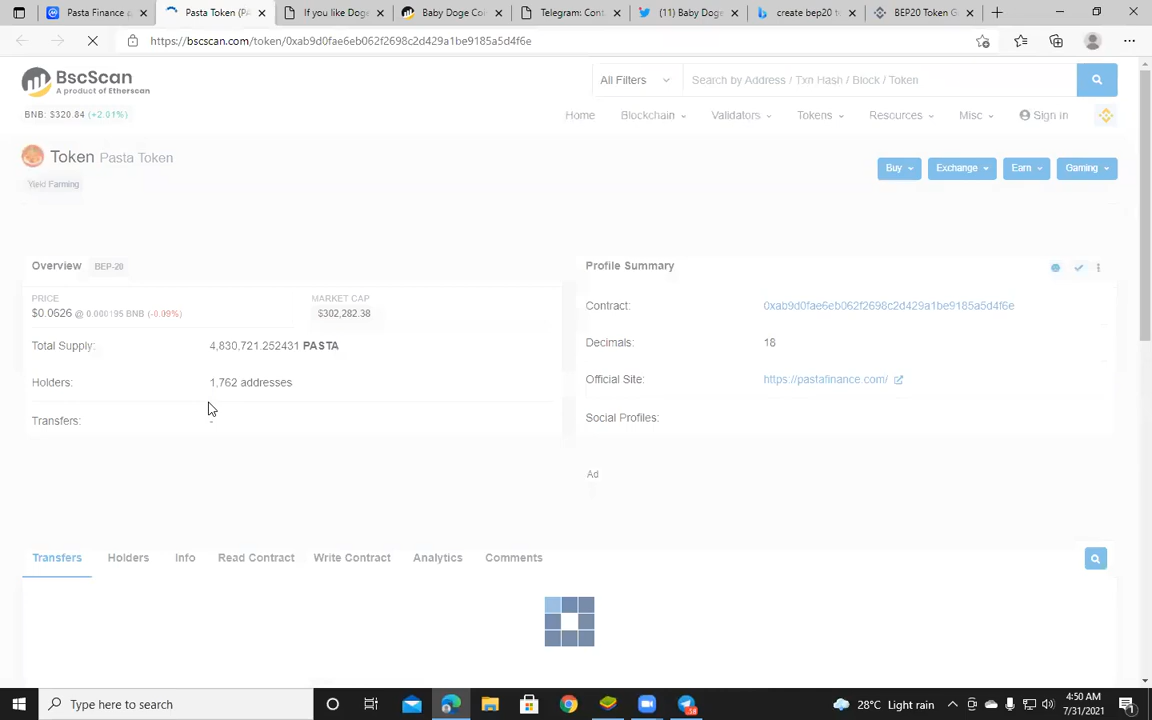 Pasta Finance a
Pasta Token (PA
If you like Doge
Baby Doge Coi
Telegram: Cont
(11) Baby Doge
create bep20 to
BEP20 Token G
https://bscscan.com/token/0xab9d0fae6eb062f2698c2d429a1be9185a5d4f6e
BscScan
A product of Etherscan
All Filters
Search by Address / Txn Hash / Block / Token
BNB: $320.84 (+2.01%)
Home
Blockchain
Validators
Tokens
Resources
Misc
Sign In
Token Pasta Token
Buy
Exchange
Earn
Gaming
Yield Farming
Overview BEP-20
PRICE
$0.0626 @ 0.000195 BNB (-0.09%)
MARKET CAP
$302,282.38
Total Supply: 4,830,721.252431 PASTA
Holders: 1,762 addresses
Transfers: -
Profile Summary
Contract: 0xab9d0fae6eb062f2698c2d429a1be9185a5d4f6e
Decimals: 18
Official Site: https://pastafinance.com/
Social Profiles:
Ad
Transfers
Holders
Info
Read Contract
Write Contract
Analytics
Comments
Type here to search
28°C Light rain
4:50 AM
7/31/2021